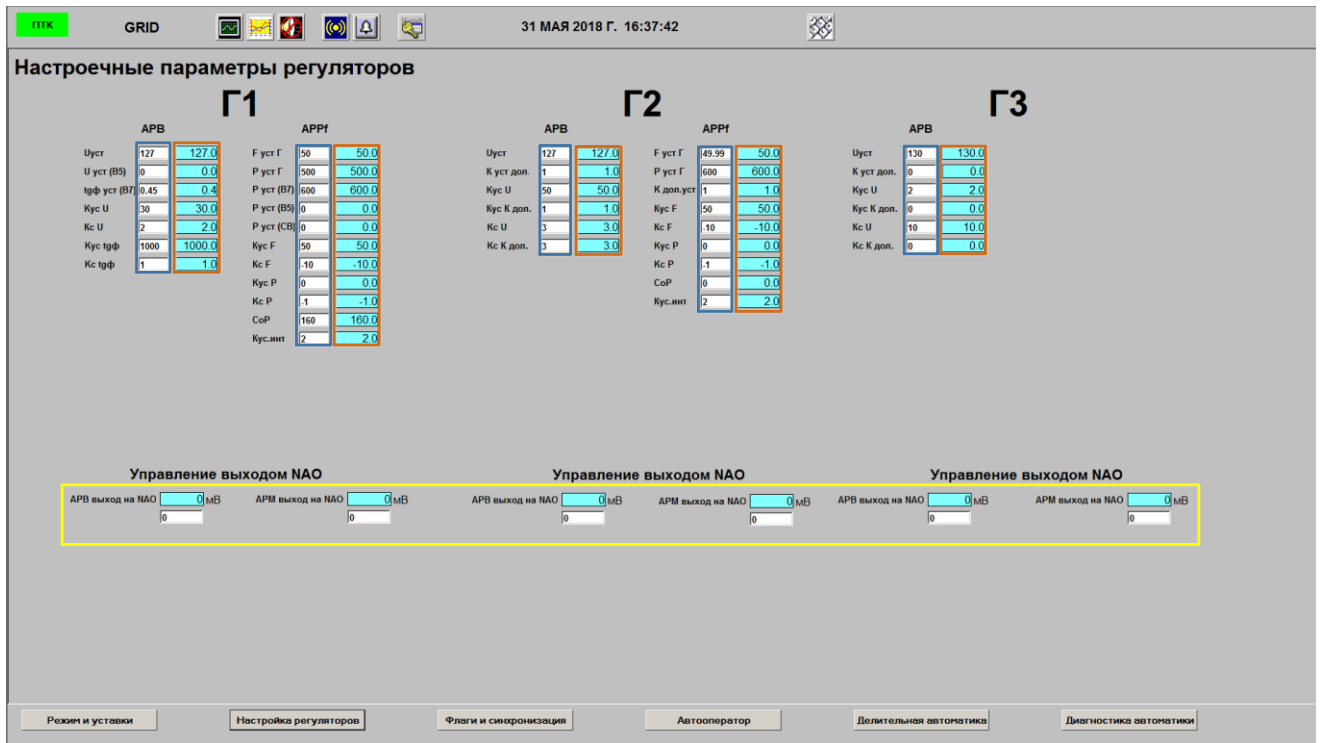 ПТК GRID 31 МАЯ 2018 Г. 16:37:42
Настроечные параметры регуляторов
Г1 Г2 Г3
АРВ АРРf АРВ АРРf АРВ
Uуст 127 127.0 F уст Г 50 50.0 Uуст 127 127.0 F уст Г 49.99 50.0 Uуст 130 130.0
U уст (В5) 0 0.0 Р уст Г 500 500.0 К уст доп. 1 1.0 Р уст Г 600 600.0 К уст доп. 0 0.0
tgф уст (В7) 0.45 0.4 Р уст (В7) 600 600.0 Кус U 50 50.0 К доп.уст 1 1.0 Кус U 2 2.0
Кус U 30 30.0 Р уст (В5) 0 0.0 Кус К доп. 1 1.0 Кус F 50 50.0 Кус К доп. 0 0.0
Кс U 2 2.0 Р уст (СВ) 0 0.0 Кс U 3 3.0 Кс F -10 -10.0 Кс U 10 10.0
Кус tgф 1000 1000.0 Кус F 50 50.0 Кс К доп. 3 3.0 Кус Р 0 0.0 Кс К доп. 0 0.0
Кс tgф 1 1.0 Кс F -10 -10.0 Кс Р -1 -1.0
Кус Р 0 0.0 СоР 0 0.0
Кс Р -1 -1.0 Кус.инт 2 2.0
СоР 160 160.0
Кус.инт 2 2.0
Управление выходом NAO Управление выходом NAO Управление выходом NAO
АРВ выход на NAO 0 мВ АРМ выход на NAO 0 мВ АРВ выход на NAO 0 мВ АРМ выход на NAO 0 мВ АРВ выход на NAO 0 мВ АРМ выход на NAO 0 мВ
0 0 0 0 0 0
Режим и уставки Настройка регуляторов Флаги и синхронизация Автооператор Делительная автоматика Диагностика автоматики